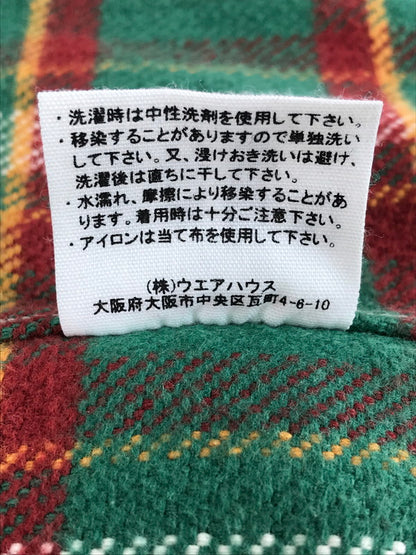 ・洗濯時は中性洗剤を使用して下さい。
・移染することがありますので単独洗い
して下さい。又、浸けおき洗いは避け、
洗濯後は直ちに干して下さい。
・水濡れ、摩擦により移染することがあ
ります。着用時は十分ご注意下さい。
・アイロンは当て布を使用して下さい。
(株)ウエアハウス
大阪府大阪市中央区瓦町4-6-10